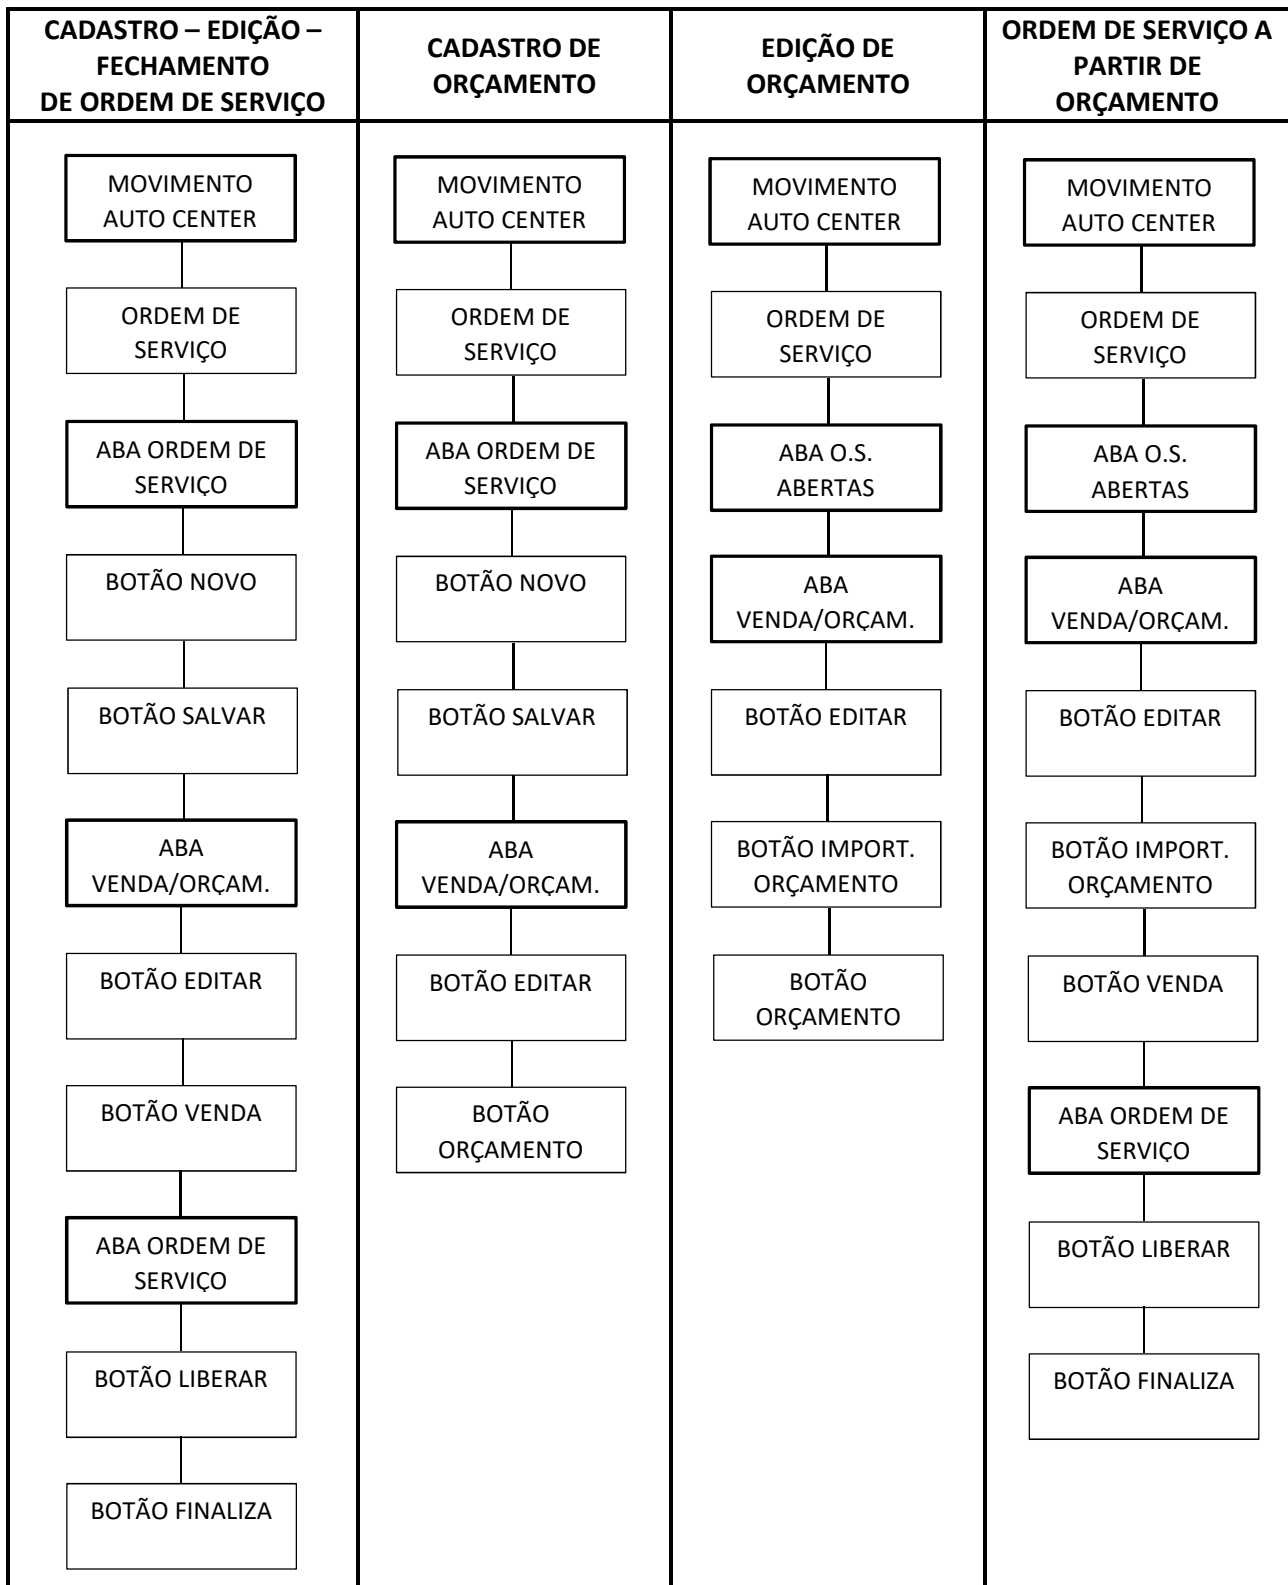 CADASTRO – EDIÇÃO –
FECHAMENTO
DE ORDEM DE SERVIÇO
MOVIMENTO
AUTO CENTER
ORDEM DE
SERVIÇO
ABA ORDEM DE
SERVIÇO
BOTÃO NOVO
BOTÃO SALVAR
ABA
VENDA/ORÇAM.
BOTÃO EDITAR
BOTÃO VENDA
ABA ORDEM DE
SERVIÇO
BOTÃO LIBERAR
BOTÃO FINALIZA
CADASTRO DE
ORÇAMENTO
MOVIMENTO
AUTO CENTER
ORDEM DE
SERVIÇO
ABA ORDEM DE
SERVIÇO
BOTÃO NOVO
BOTÃO SALVAR
ABA
VENDA/ORÇAM.
BOTÃO EDITAR
BOTÃO
ORÇAMENTO
EDIÇÃO DE
ORÇAMENTO
MOVIMENTO
AUTO CENTER
ORDEM DE
SERVIÇO
ABA O.S.
ABERTAS
ABA
VENDA/ORÇAM.
BOTÃO EDITAR
BOTÃO IMPORT.
ORÇAMENTO
BOTÃO
ORÇAMENTO
ORDEM DE SERVIÇO A
PARTIR DE
ORÇAMENTO
MOVIMENTO
AUTO CENTER
ORDEM DE
SERVIÇO
ABA O.S.
ABERTAS
ABA
VENDA/ORÇAM.
BOTÃO EDITAR
BOTÃO IMPORT.
ORÇAMENTO
BOTÃO VENDA
ABA ORDEM DE
SERVIÇO
BOTÃO LIBERAR
BOTÃO FINALIZA